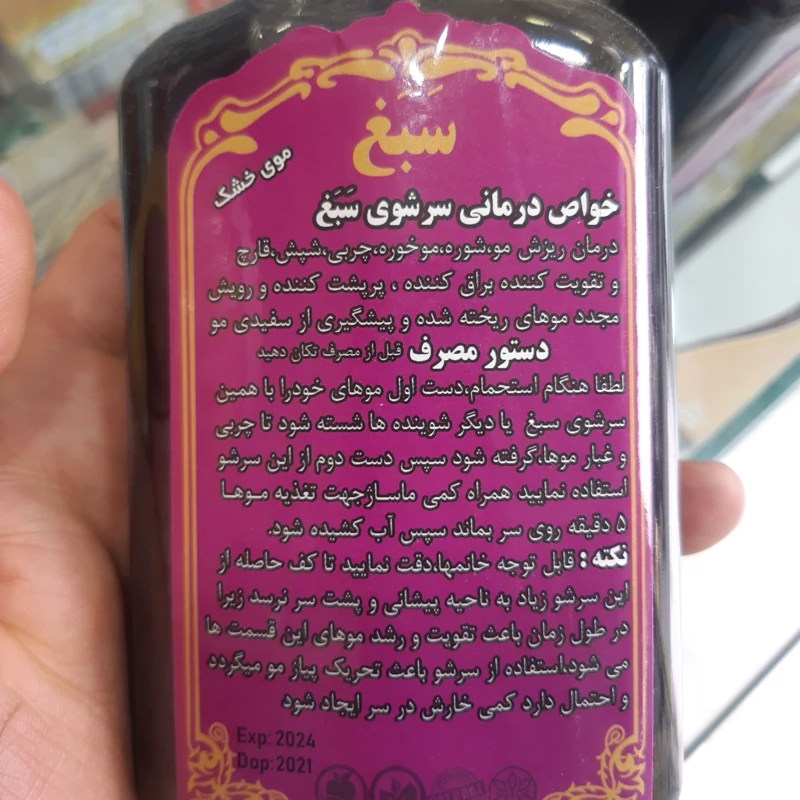 سَبَغ
موی خشک
خواص درمانی سرشوی سَبَغ
درمان ریزش مو،شوره،موخوره،چربی،شپش،قارچ
و تقویت کننده براق کننده ، پرپشت کننده و رویش
مجدد موهای ریخته شده و پیشگیری از سفیدی مو
دستور مصرف قبل از مصرف تکان دهید
لطفا هنگام استحمام،دست اول موهای خودرا با همین
سرشوی سبغ یا دیگر شوینده ها شسته شود تا چربی
و غبار موها،گرفته شود سپس دست دوم از این سرشو
استفاده نمایید همراه کمی ماساژجهت تغذیه موها
۵ دقیقه روی سر بماند سپس آب کشیده شود.
نکته : قابل توجه خانمها،دقت نمایید تا کف حاصله از
این سرشو زیاد به ناحیه پیشانی و پشت سر نرسد زیرا
در طول زمان باعث تقویت و رشد موهای این قسمت ها
می شود،استفاده از سرشو باعث تحریک پیاز مو میگردد
و احتمال دارد کمی خارش در سر ایجاد شود
Exp: 2024
Dop: 2021
NATURAL